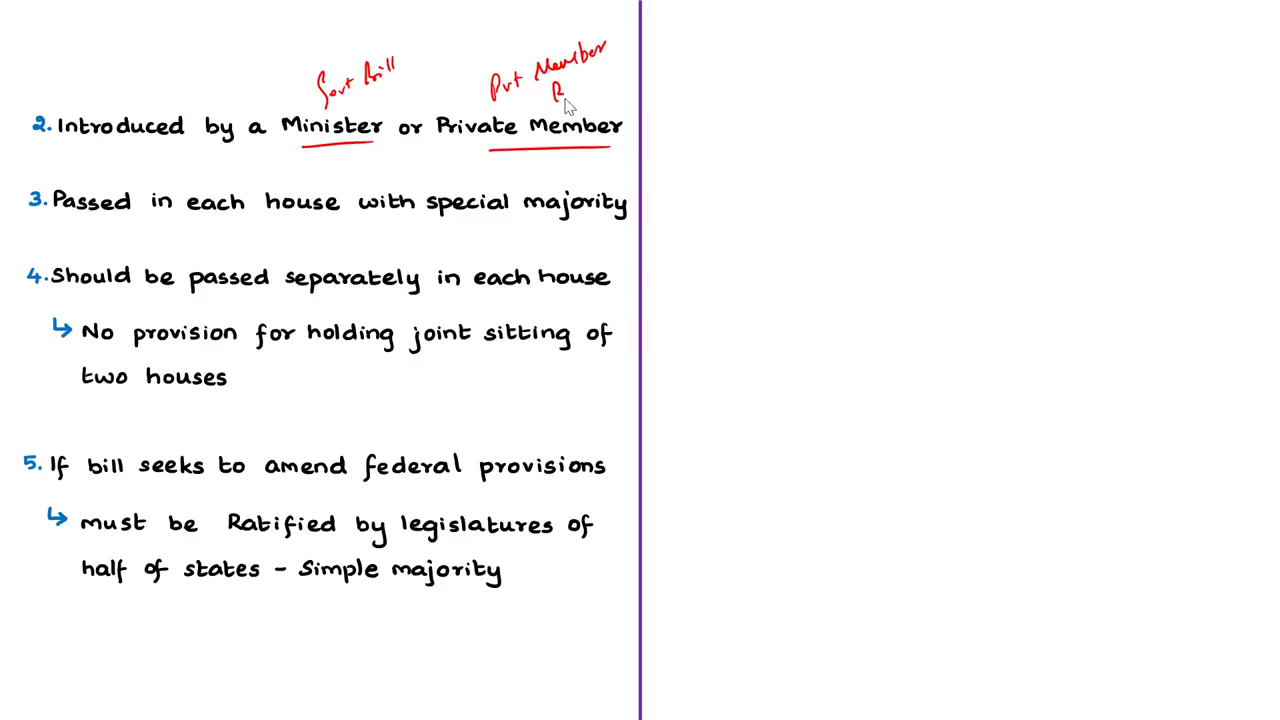 Govt Bill
Pvt Member
B
2. Introduced by a Minister or Private Member
3. Passed in each house with special majority
4. Should be passed separately in each house
↳ No provision for holding joint sitting of
two houses
5. If bill seeks to amend federal provisions
↳ must be Ratified by legislatures of
half of states - Simple majority